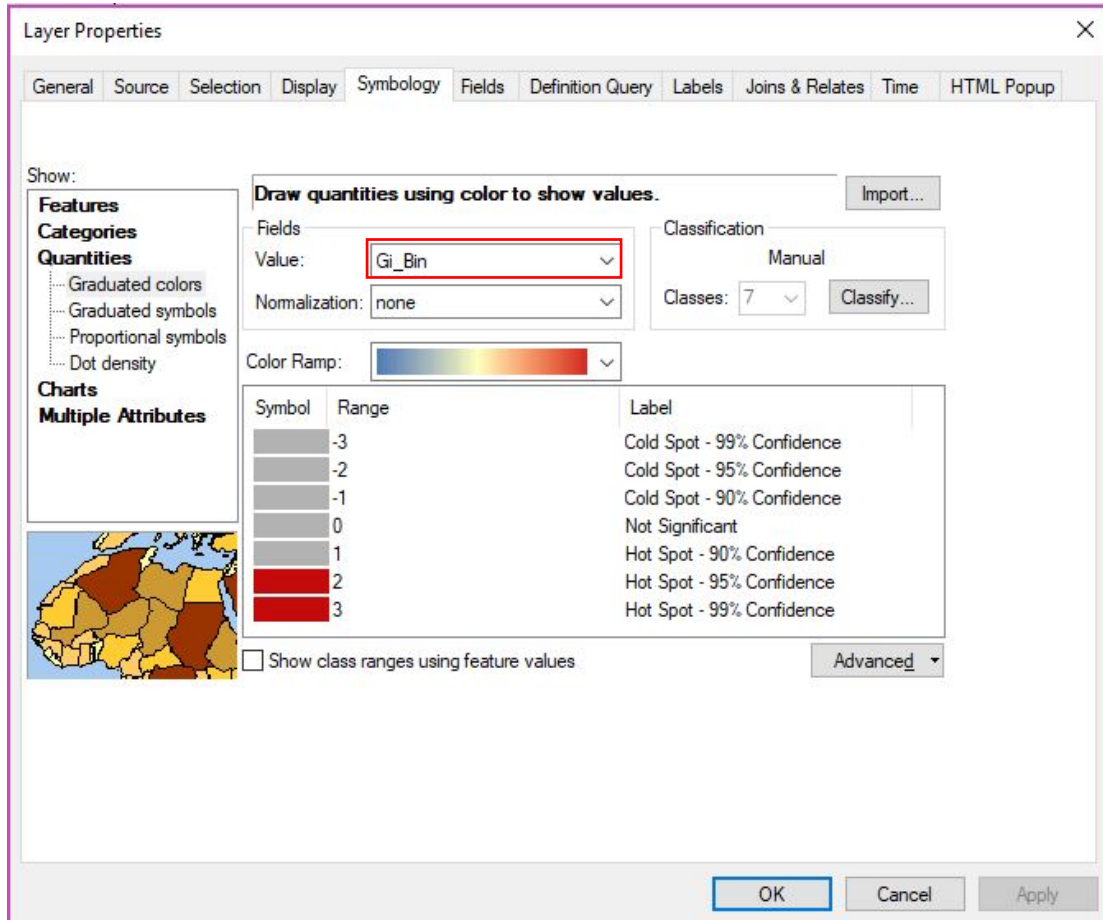 Layer Properties
General Source Selection Display Symbology Fields Definition Query Labels Joins & Relates Time HTML Popup
Show:
Features
Categories
Quantities
Graduated colors
Graduated symbols
Proportional symbols
Dot density
Charts
Multiple Attributes
Draw quantities using color to show values.
Import...
Fields
Value: Gi_Bin
Normalization: none
Classification
Manual
Classes: 7 Classify...
Color Ramp:
Symbol Range Label
-3 Cold Spot - 99% Confidence
-2 Cold Spot - 95% Confidence
-1 Cold Spot - 90% Confidence
0 Not Significant
1 Hot Spot - 90% Confidence
2 Hot Spot - 95% Confidence
3 Hot Spot - 99% Confidence
Show class ranges using feature values
Advanced
OK Cancel Apply